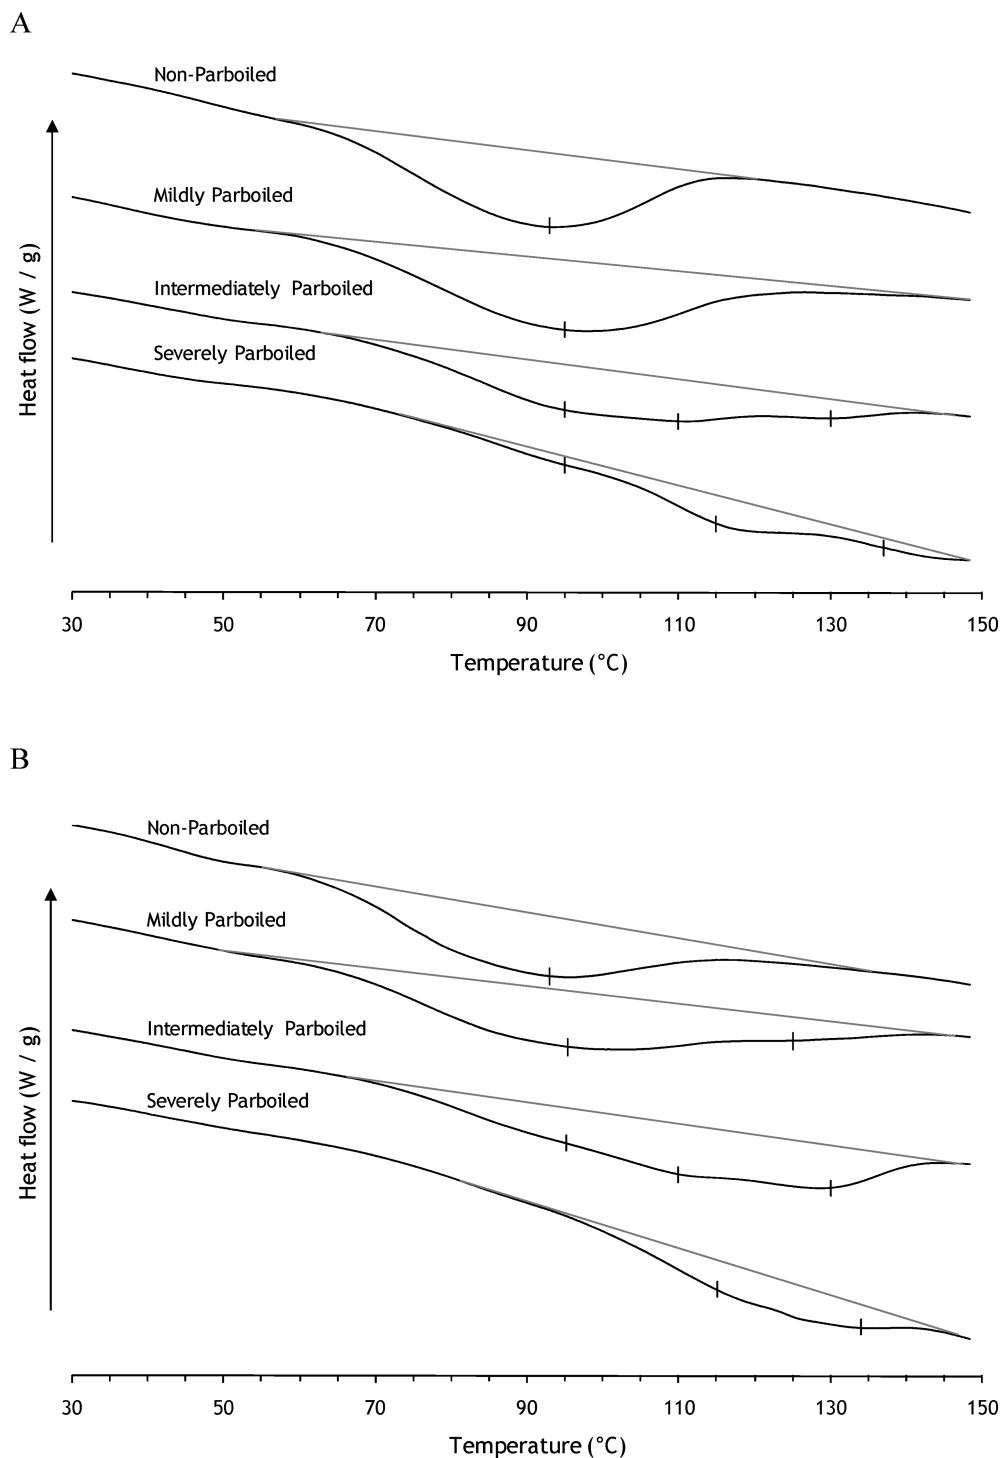 A
Non-Parboiled
Mildly Parboiled
Intermediately Parboiled
Severely Parboiled
Heat flow (W / g)
30 50 70 90 110 130 150
Temperature (°C)
B
Non-Parboiled
Mildly Parboiled
Intermediately Parboiled
Severely Parboiled
Heat flow (W / g)
30 50 70 90 110 130 150
Temperature (°C)